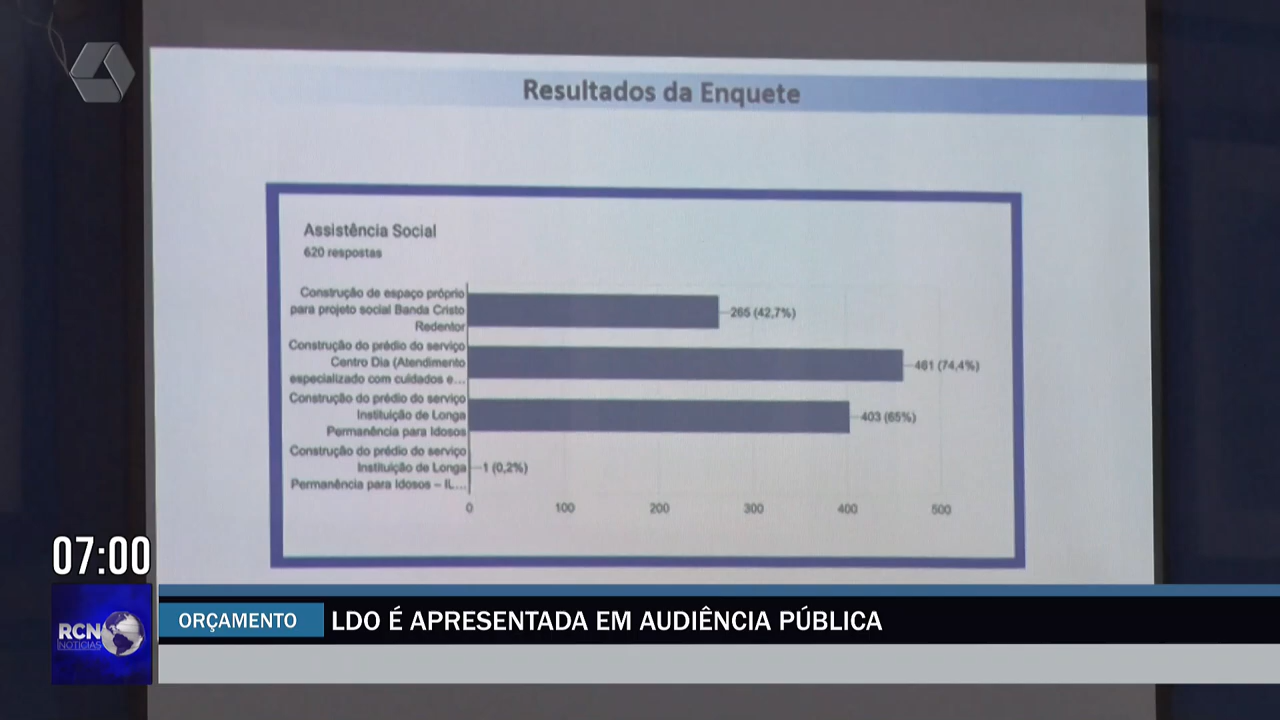 Resultados da Enquete
Assistência Social
620 respostas
Construção de espaço próprio
para projeto social Banda Cristo
Redentor
265 (42,7%)
Construção do prédio do serviço
Centro Dia (Atendimento
especializado com cuidados e...
461 (74,4%)
Construção do prédio do serviço
Instituição de Longa
Permanência para Idosos
403 (65%)
Construção do prédio do serviço
Instituição de Longa
Permanência para Idosos – IL...
1 (0,2%)
0 100 200 300 400 500
07:00
RCN
NOTÍCIAS
ORÇAMENTO
LDO É APRESENTADA EM AUDIÊNCIA PÚBLICA